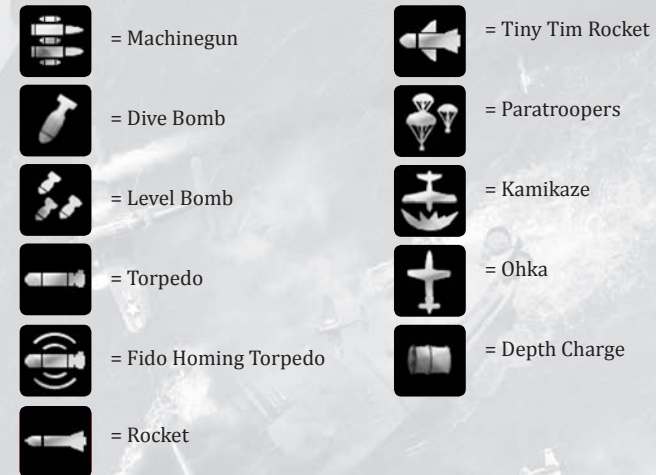 = Machinegun
= Dive Bomb
= Level Bomb
= Torpedo
= Fido Homing Torpedo
= Rocket
= Tiny Tim Rocket
= Paratroopers
= Kamikaze
= Ohka
= Depth Charge